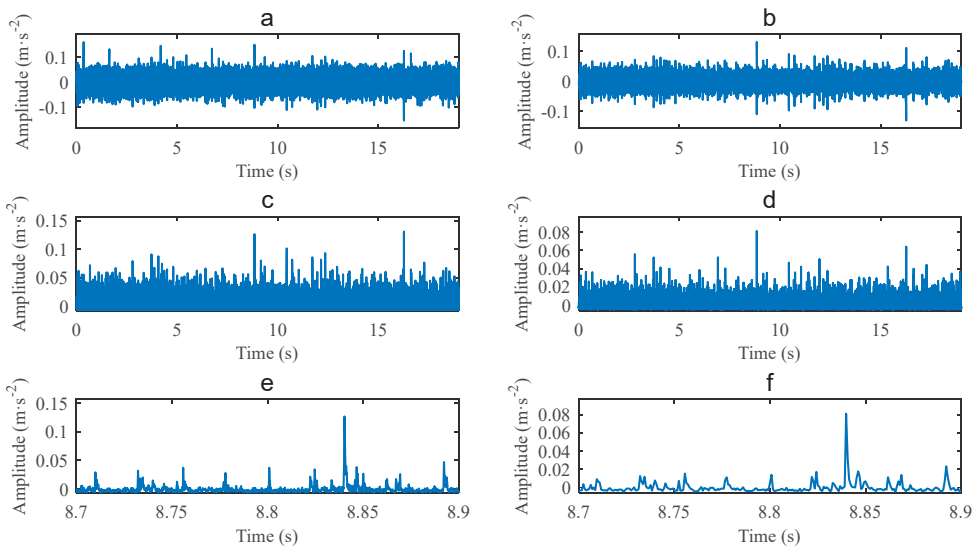 a
Amplitude (m·s⁻²)
0.1
0
-0.1
0 5 10 15
Time (s)
b
Amplitude (m·s⁻²)
0.1
0
-0.1
0 5 10 15
Time (s)
c
Amplitude (m·s⁻²)
0.15
0.1
0.05
0
0 5 10 15
Time (s)
d
Amplitude (m·s⁻²)
0.08
0.06
0.04
0.02
0
0 5 10 15
Time (s)
e
Amplitude (m·s⁻²)
0.15
0.1
0.05
0
8.7 8.75 8.8 8.85 8.9
Time (s)
f
Amplitude (m·s⁻²)
0.08
0.06
0.04
0.02
0
8.7 8.75 8.8 8.85 8.9
Time (s)